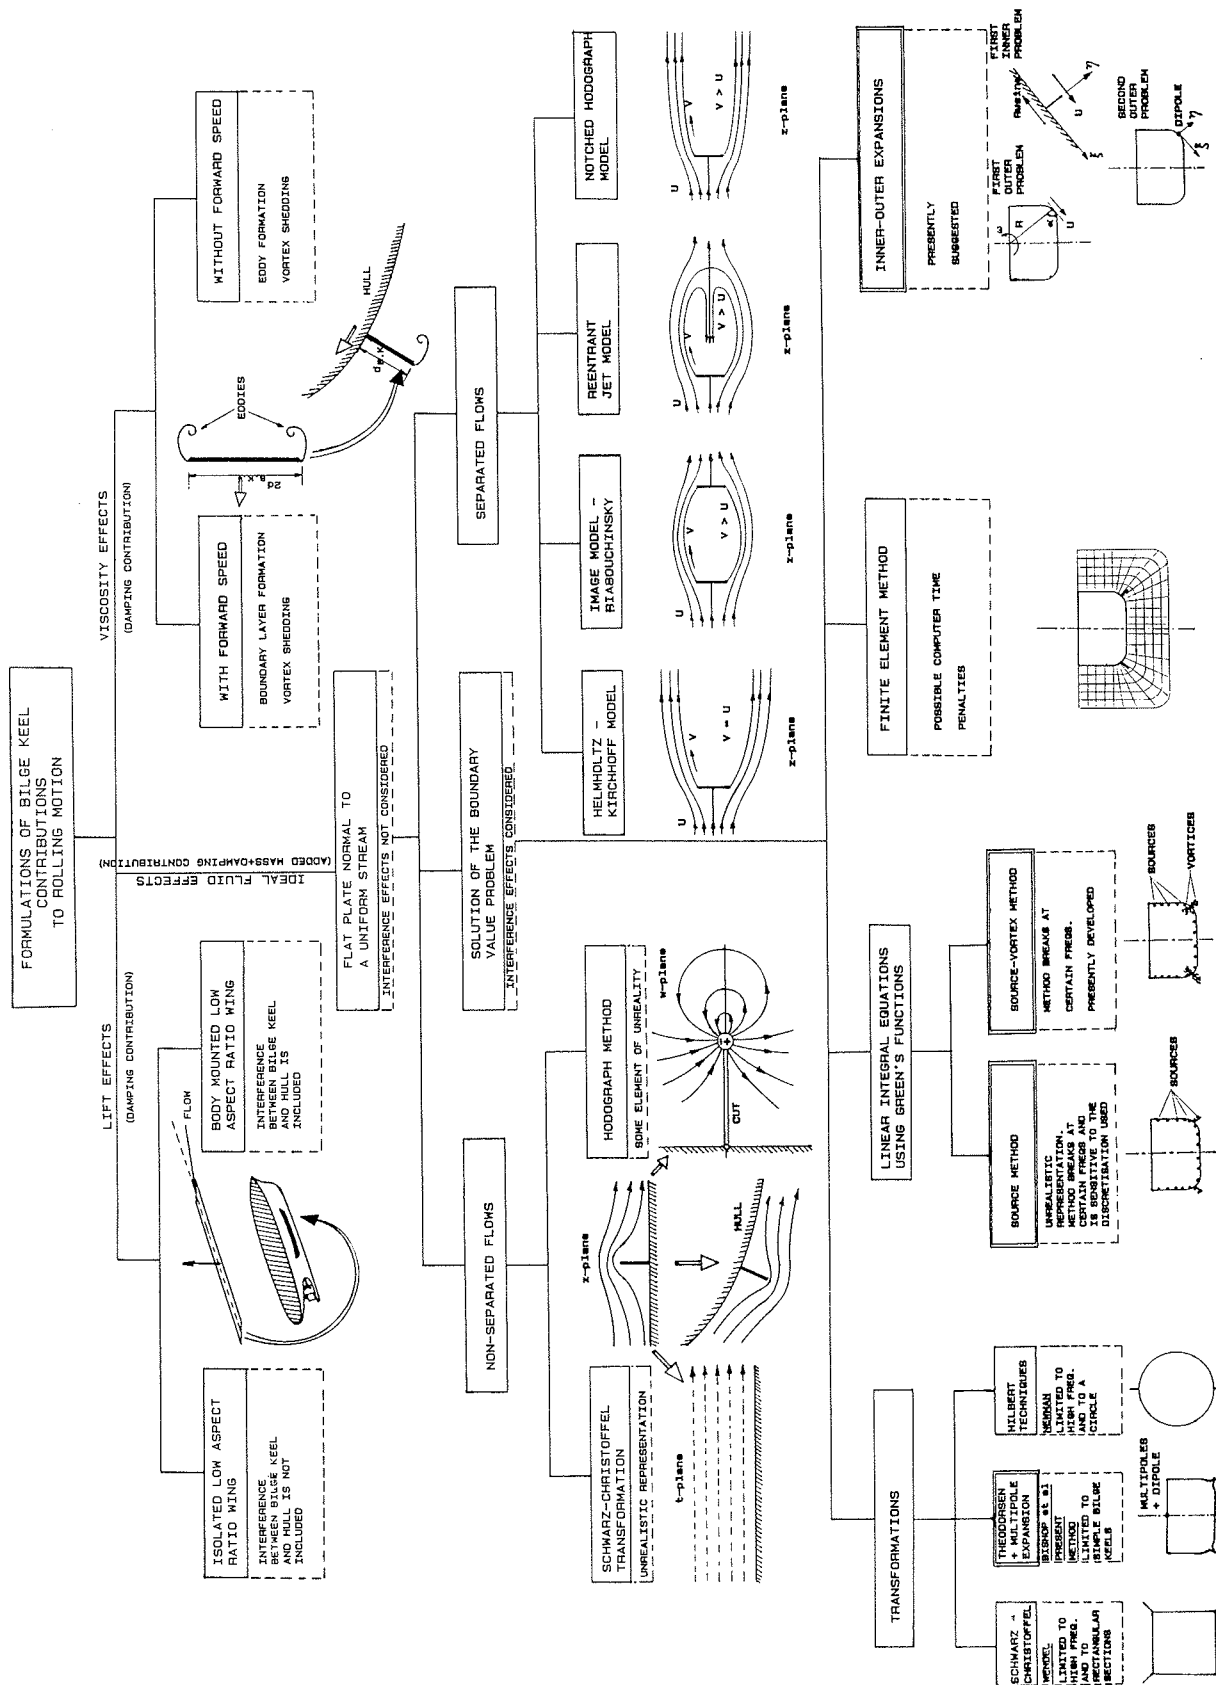 FORMULATIONS OF BILGE KEEL
CONTRIBUTIONS
TO ROLLING MOTION
LIFT EFFECTS
(DAMPING CONTRIBUTION)
IDEAL FLUID EFFECTS
(ADDED MASS+DAMPING CONTRIBUTION)
VISCOSITY EFFECTS
(DAMPING CONTRIBUTION)
ISOLATED LOW ASPECT
RATIO WING
INTERFERENCE
BETWEEN BILGE KEEL
AND HULL IS NOT
INCLUDED
FLOW
BODY MOUNTED LOW
ASPECT RATIO WING
INTERFERENCE
BETWEEN BILGE KEEL
AND HULL IS
INCLUDED
WITH FORWARD SPEED
BOUNDARY LAYER FORMATION
VORTEX SHEDDING
2d B.K
EDDIES
WITHOUT FORWARD SPEED
EDDY FORMATION
VORTEX SHEDDING
d B.K
HULL
FLAT PLATE NORMAL TO
A UNIFORM STREAM
INTERFERENCE EFFECTS NOT CONSIDERED
NON-SEPARATED FLOWS
SOLUTION OF THE BOUNDARY
VALUE PROBLEM
INTERFERENCE EFFECTS CONSIDERED
SEPARATED FLOWS
SCHWARZ-CHRISTOFFEL
TRANSFORMATION
UNREALISTIC REPRESENTATION
t-plane
z-plane
HULL
HODOGRAPH METHOD
SOME ELEMENT OF UNREALITY
w-plane
CUT
HELMHOLTZ -
KIRCHHOFF MODEL
U
V
V = U
z-plane
IMAGE MODEL -
RIABOUCHINSKY
U
V
V > U
z-plane
REENTRANT
JET MODEL
U
V
V > U
z-plane
NOTCHED HODOGRAPH
MODEL
U
V
V > U
z-plane
TRANSFORMATIONS
LINEAR INTEGRAL EQUATIONS
USING GREEN'S FUNCTIONS
FINITE ELEMENT METHOD
POSSIBLE COMPUTER TIME
PENALTIES
INNER-OUTER EXPANSIONS
PRESENTLY
SUGGESTED
FIRST
OUTER
PROBLEM
ω
R
α
U
FIRST
INNER
PROBLEM
Rωsinα
U
ξ
η
SECOND
OUTER
PROBLEM
DIPOLE
ξ
η
SCHWARZ -
CHRISTOFFEL
WENDEL
LIMITED TO
HIGH FREQ.
AND TO
RECTANGULAR
SECTIONS
THEODORSEN
+ MULTIPOLE
EXPANSION
BISHOP et al
PRESENT
METHOD
LIMITED TO
SIMPLE BILGE
KEELS
MULTIPOLES
+ DIPOLE
HILBERT
TECHNIQUES
NEWMAN
LIMITED TO
HIGH FREQ.
AND TO A
CIRCLE
SOURCE METHOD
UNREALISTIC
REPRESENTATION.
METHOD BREAKS AT
CERTAIN FREQS AND
IS SENSITIVE TO THE
DISCRETISATION USED
SOURCES
SOURCE-VORTEX METHOD
METHOD BREAKS AT
CERTAIN FREQS.
PRESENTLY DEVELOPED
SOURCES
VORTICES